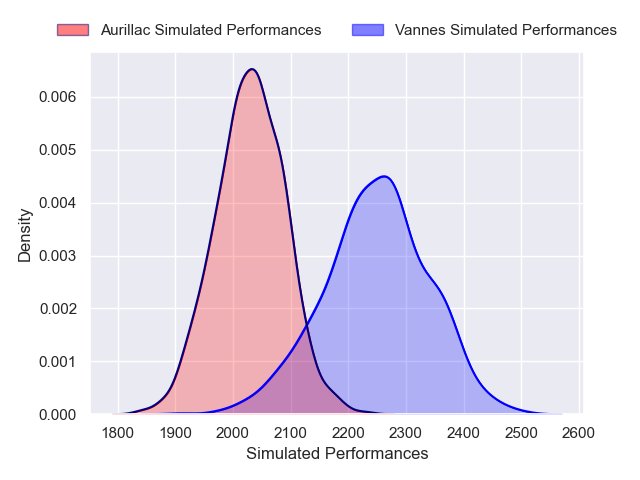 Aurillac Simulated Performances Vannes Simulated Performances
0.006
0.005
0.004
0.003
0.002
0.001
0.000
Density
1800 1900 2000 2100 2200 2300 2400 2500 2600
Simulated Performances